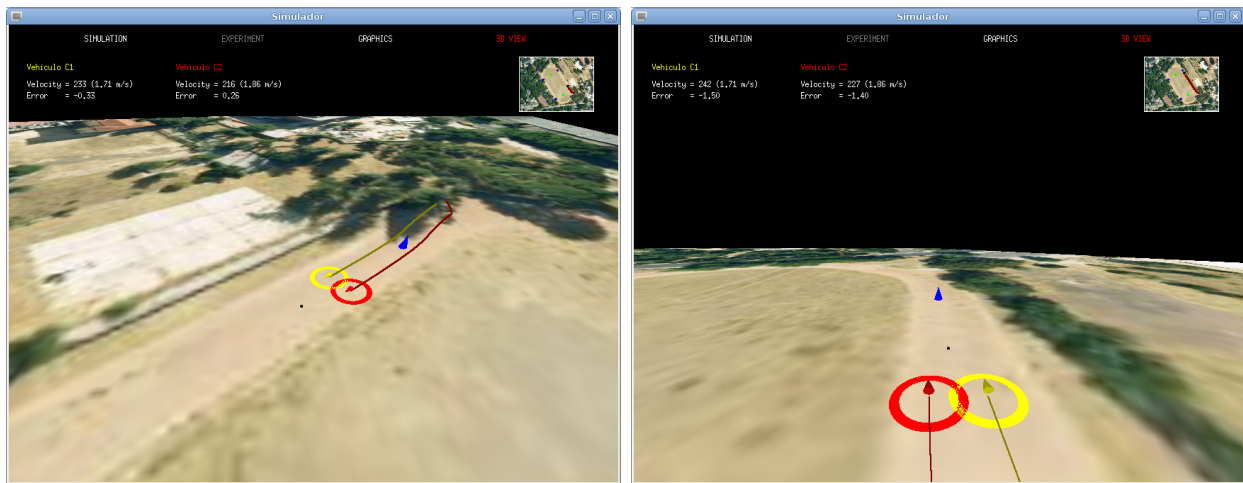 Simulador
SIMULATION EXPERIMENT GRAPHICS 3D VIEW
Vehiculo C1 Vehiculo C2
Velocity = 233 (1,71 m/s) Velocity = 216 (1,86 m/s)
Error = -0.33 Error = 0.26
Simulador
SIMULATION EXPERIMENT GRAPHICS 3D VIEW
Vehiculo C1 Vehiculo C2
Velocity = 242 (1,71 m/s) Velocity = 227 (1,86 m/s)
Error = -1.50 Error = -1.40